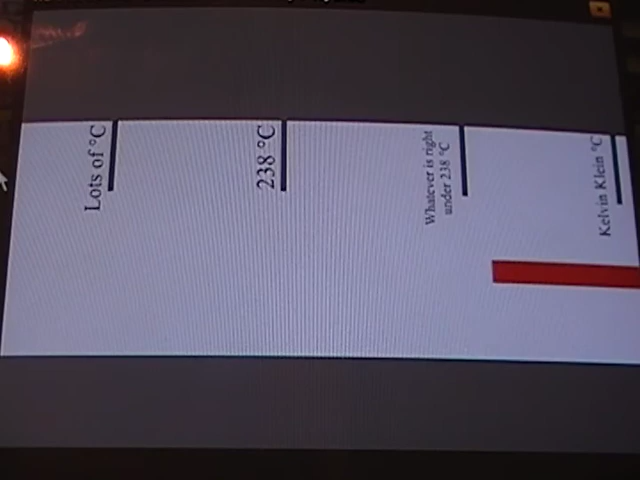 Lots of °C
238 °C
Whatever is right
under 238 °C
Kelvin Klein °C